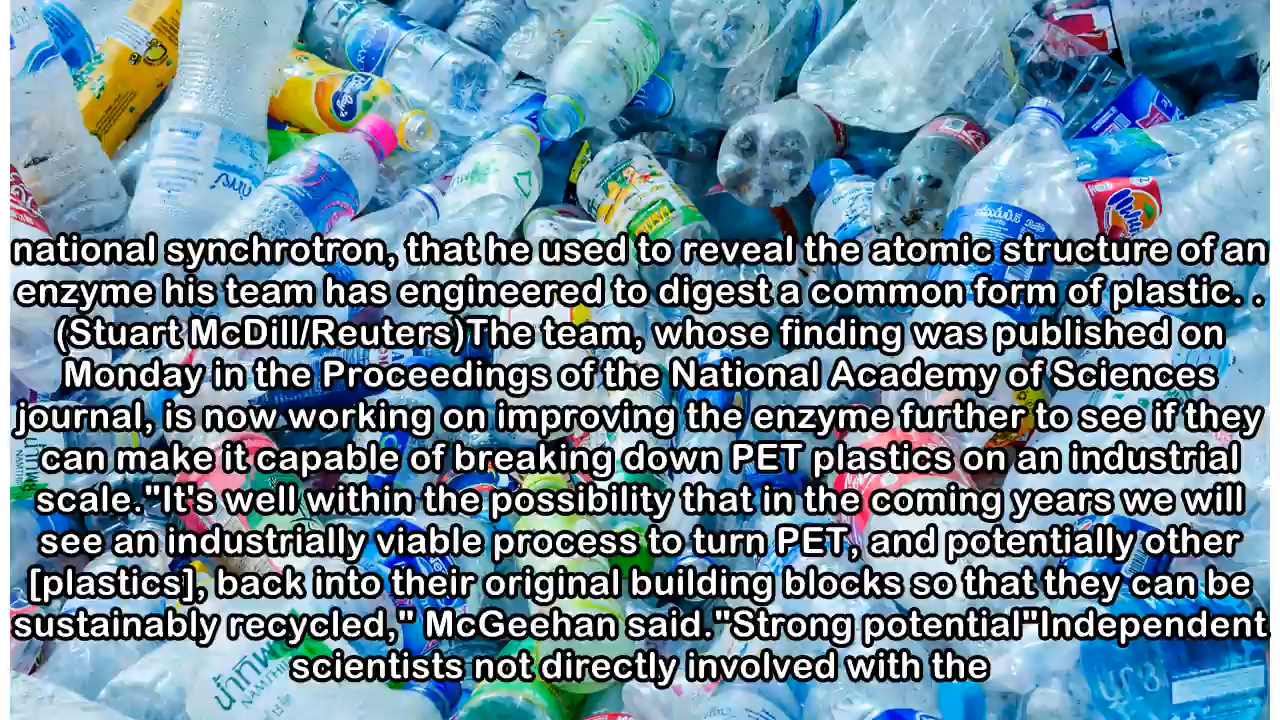 national synchrotron, that he used to reveal the atomic structure of an
enzyme his team has engineered to digest a common form of plastic. .
(Stuart McDill/Reuters)The team, whose finding was published on
Monday in the Proceedings of the National Academy of Sciences
journal, is now working on improving the enzyme further to see if they
can make it capable of breaking down PET plastics on an industrial
scale."It's well within the possibility that in the coming years we will
see an industrially viable process to turn PET, and potentially other
[plastics], back into their original building blocks so that they can be
sustainably recycled," McGeehan said."Strong potential"Independent
scientists not directly involved with the
น้ำทิพย์
NAMTHIP